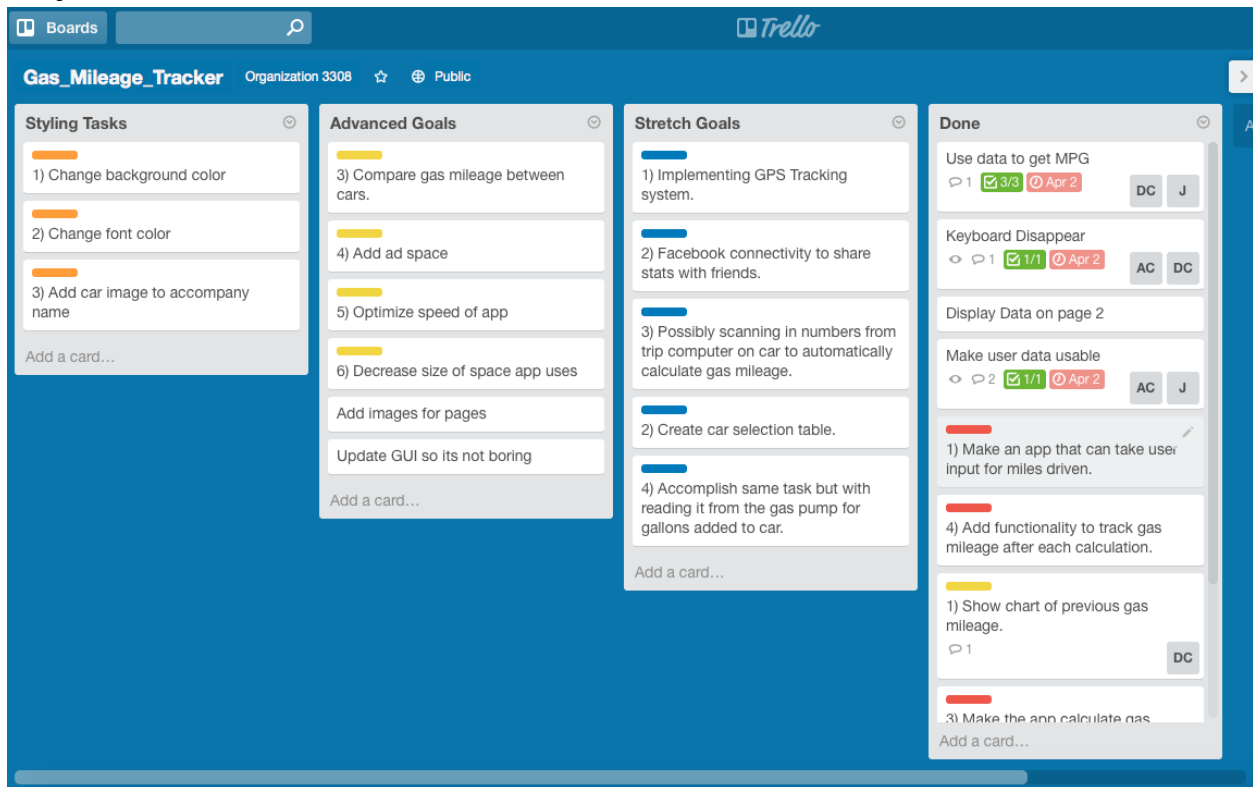 Boards
Trello
Gas_Mileage_Tracker Organization 3308 Public
Styling Tasks
1) Change background color
2) Change font color
3) Add car image to accompany
name
Add a card...
Advanced Goals
3) Compare gas mileage between
cars.
4) Add ad space
5) Optimize speed of app
6) Decrease size of space app uses
Add images for pages
Update GUI so its not boring
Add a card...
Stretch Goals
1) Implementing GPS Tracking
system.
2) Facebook connectivity to share
stats with friends.
3) Possibly scanning in numbers from
trip computer on car to automatically
calculate gas mileage.
2) Create car selection table.
4) Accomplish same task but with
reading it from the gas pump for
gallons added to car.
Add a card...
Done
Use data to get MPG
1 3/3 Apr 2
DC J
Keyboard Disappear
1 1/1 Apr 2
AC DC
Display Data on page 2
Make user data usable
2 1/1 Apr 2
AC J
1) Make an app that can take user
input for miles driven.
4) Add functionality to track gas
mileage after each calculation.
1) Show chart of previous gas
mileage.
1
DC
3) Make the app calculate gas
Add a card...